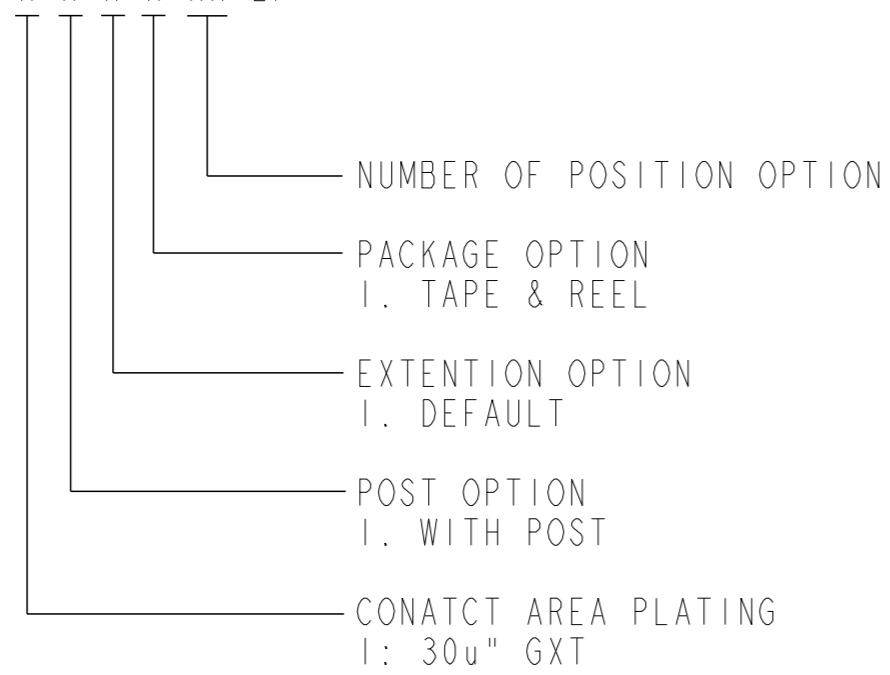 NUMBER OF POSITION OPTION
PACKAGE OPTION
1. TAPE & REEL
EXTENTION OPTION
1. DEFAULT
POST OPTION
1. WITH POST
CONATCT AREA PLATING
1: 30u" GXT